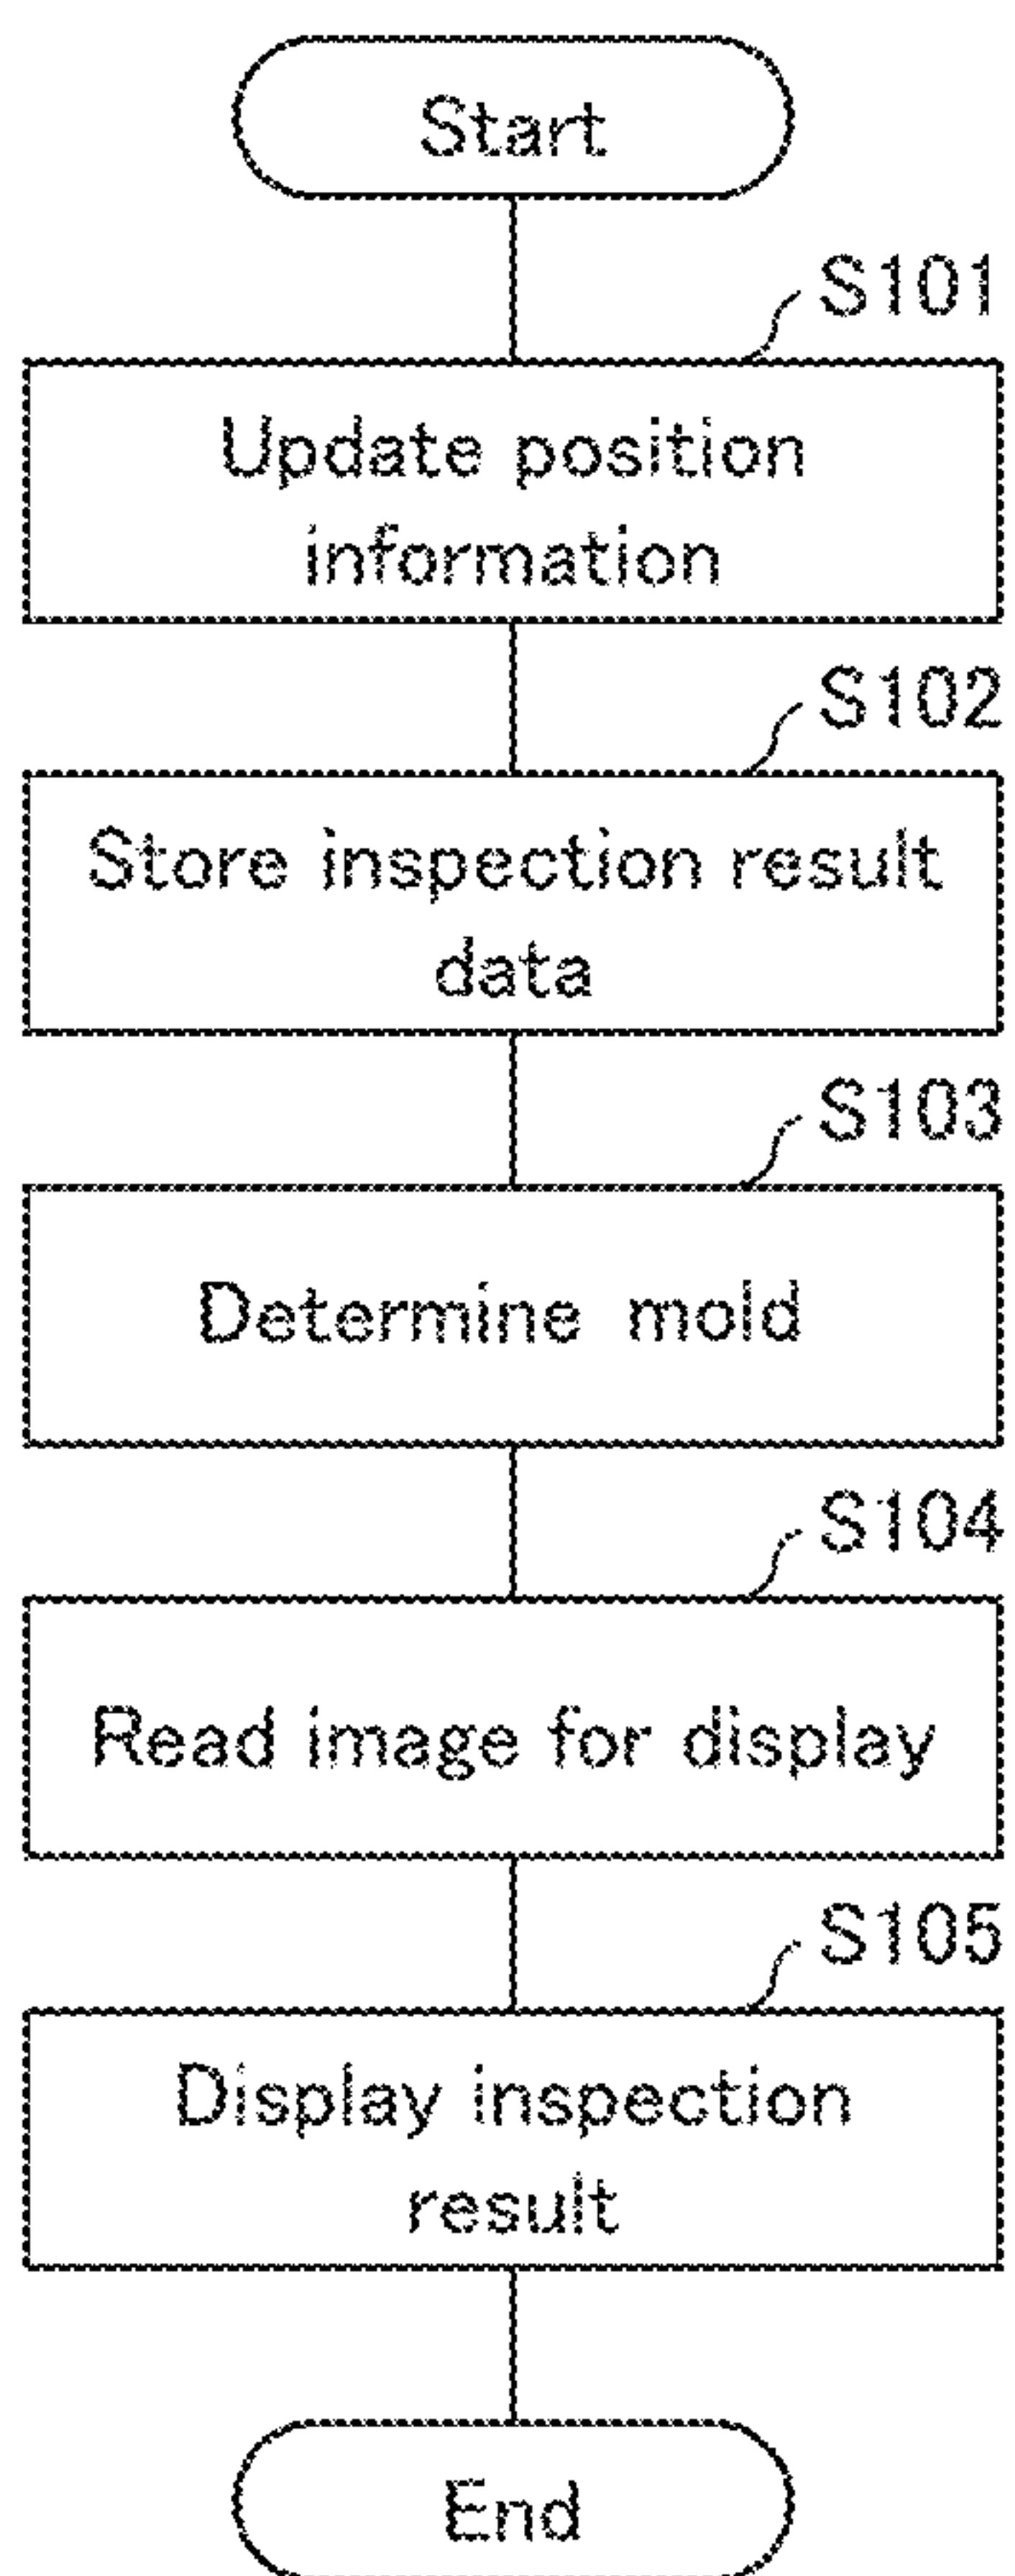 Start
S101
Update position
information
S102
Store inspection result
data
S103
Determine mold
S104
Read image for display
S105
Display inspection
result
End